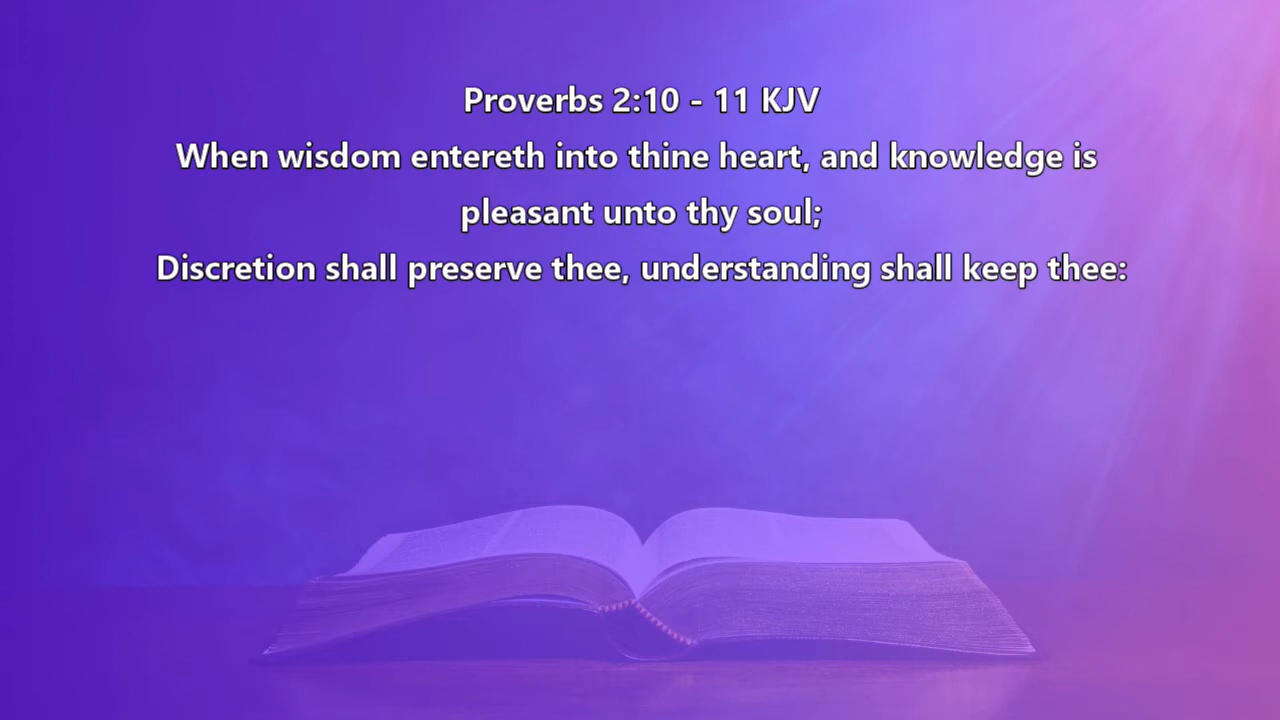 Proverbs 2:10 - 11 KJV
When wisdom entereth into thine heart, and knowledge is
pleasant unto thy soul;
Discretion shall preserve thee, understanding shall keep thee: